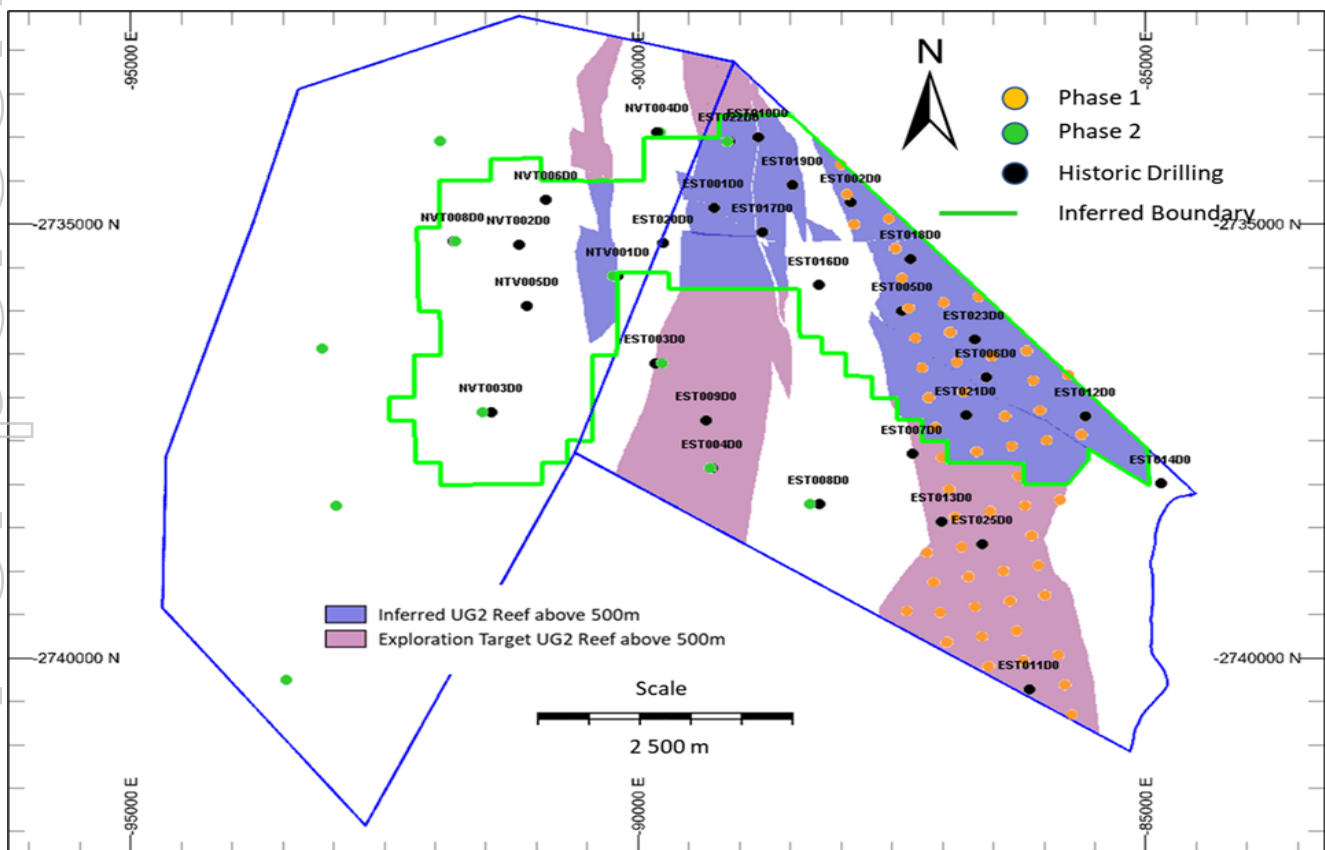 -95000 E
-90000 E
-85000 E
N
Phase 1
Phase 2
Historic Drilling
Inferred Boundary
NVT004D0
EST022D0
EST010D0
EST019D0
NVT006D0
EST001D0
EST002D0
NVT008D0
NVT002D0
EST020D0
EST017D0
-2735000 N
-2735000 N
EST018D0
NTV001D0
EST016D0
NTV005D0
EST005D0
EST023D0
EST003D0
EST006D0
NVT003D0
EST009D0
EST021D0
EST012D0
EST004D0
EST007D0
EST014D0
EST008D0
EST013D0
EST025D0
Inferred UG2 Reef above 500m
Exploration Target UG2 Reef above 500m
-2740000 N
-2740000 N
EST011D0
Scale
2 500 m
-95000 E
-90000 E
-85000 E